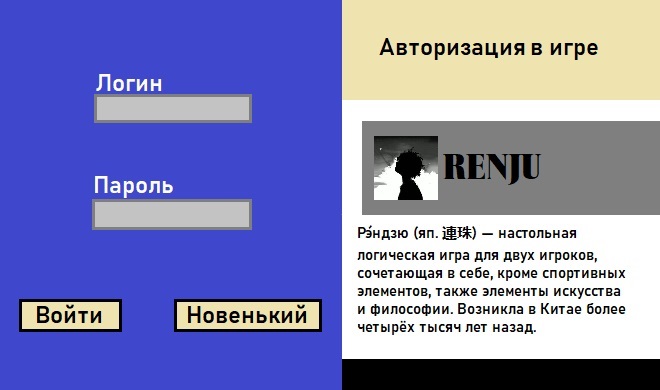 Логин
Пароль
Войти
Новенький
Авторизация в игре
RENJU
Рэ́ндзю (яп. 連珠) — настольная
логическая игра для двух игроков,
сочетающая в себе, кроме спортивных
элементов, также элементы искусства
и философии. Возникла в Китае более
четырёх тысяч лет назад.